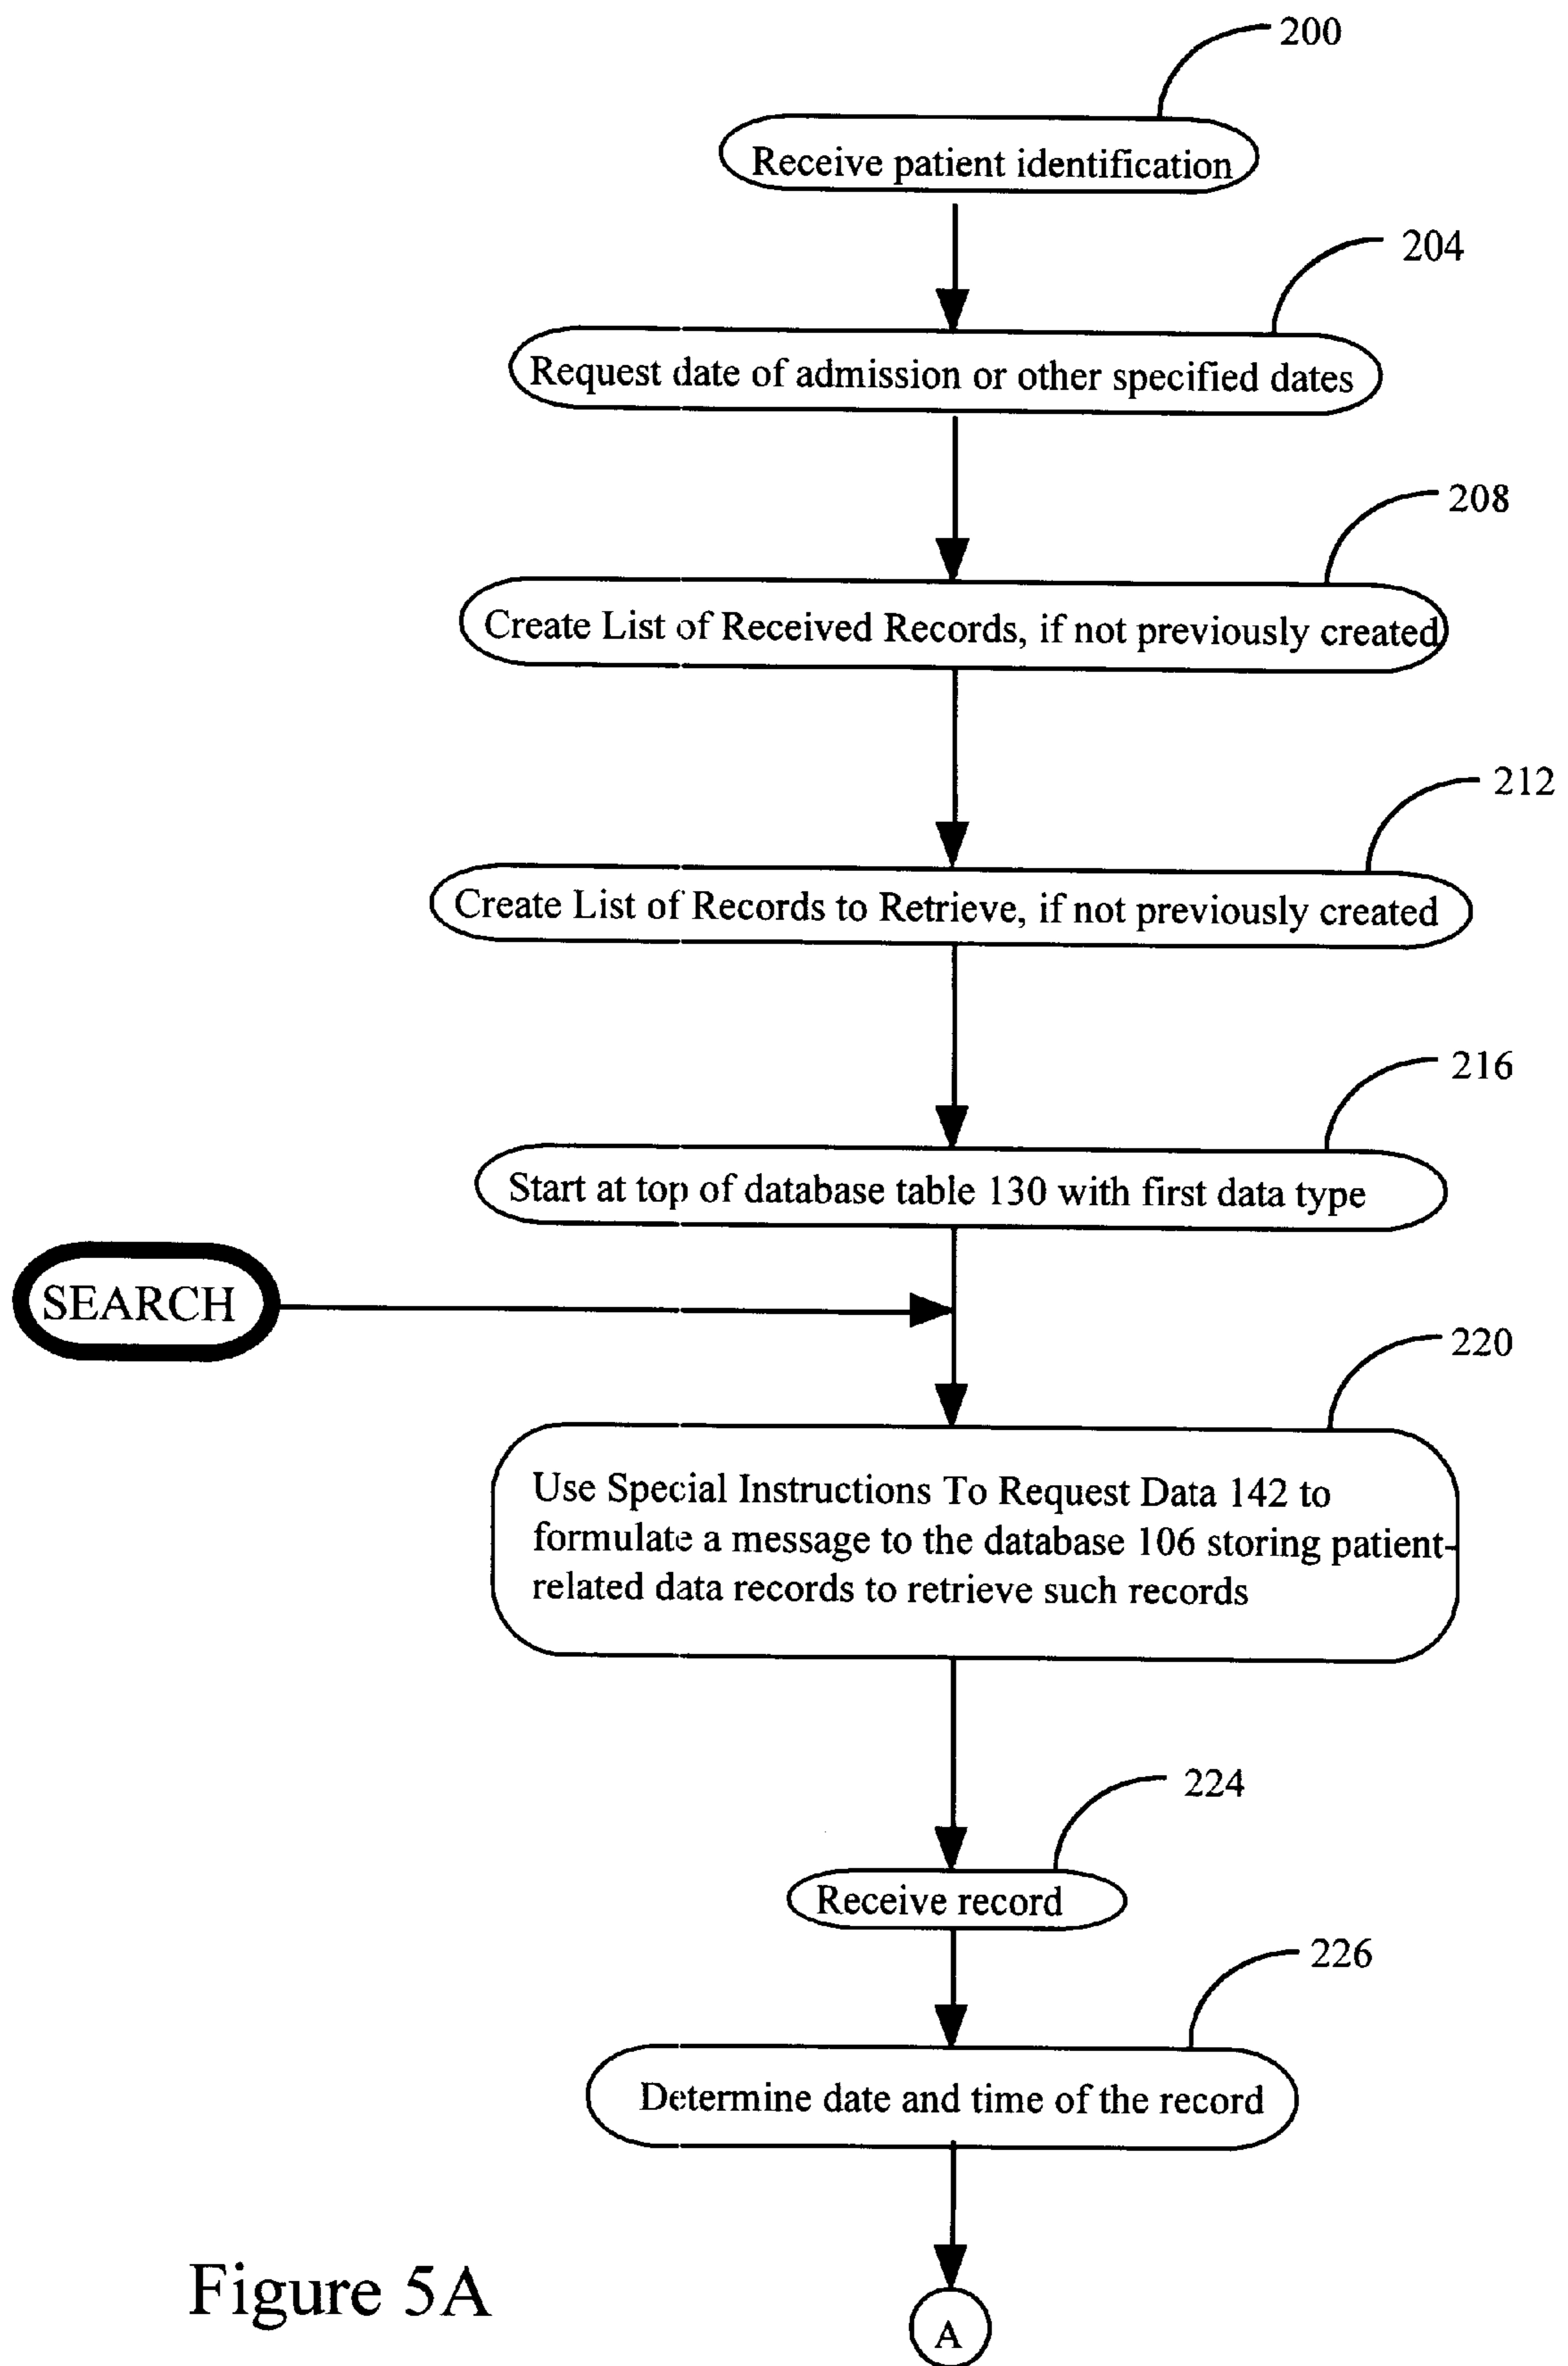 200
Receive patient identification
204
Request date of admission or other specified dates
208
Create List of Received Records, if not previously created
212
Create List of Records to Retrieve, if not previously created
216
Start at top of database table 130 with first data type
SEARCH
220
Use Special Instructions To Request Data 142 to
formulate a message to the database 106 storing patient-
related data records to retrieve such records
224
Receive record
226
Determine date and time of the record
Figure 5A
A